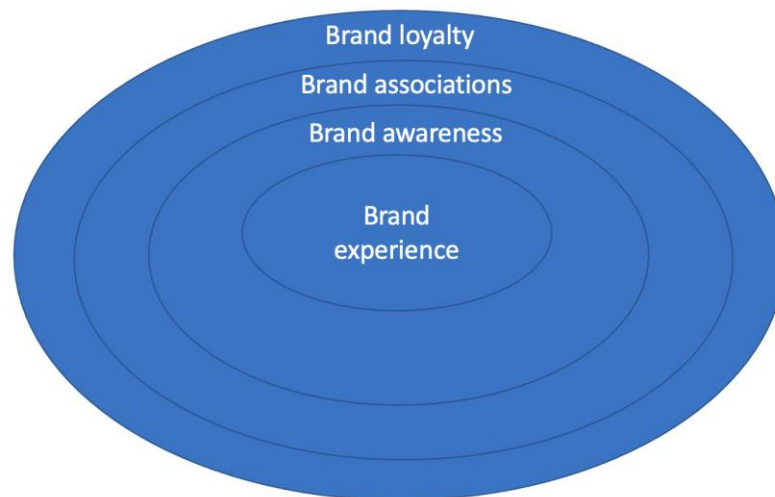 Brand loyalty
Brand associations
Brand awareness
Brand
experience